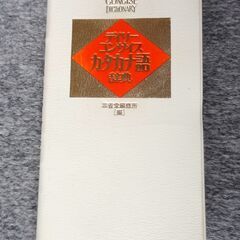 CONCISE
DICTIONARY
デイリー
コンサイス
カタカナ語
辞典
三省堂編修所
[編]